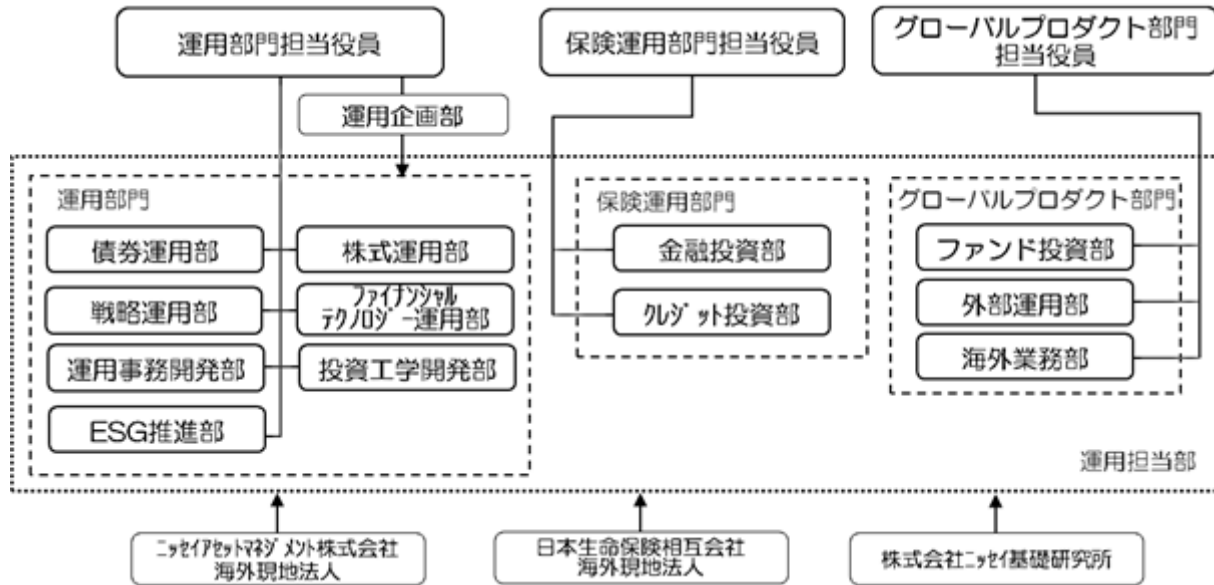 運用部門担当役員
保険運用部門担当役員
グローバルプロダクト部門
担当役員
運用企画部
運用部門
債券運用部
株式運用部
戦略運用部
ファイナンシャル
テクノロジー運用部
運用事務開発部
投資工学開発部
ESG推進部
保険運用部門
金融投資部
クレジット投資部
グローバルプロダクト部門
ファンド投資部
外部運用部
海外業務部
運用担当部
ニッセイアセットマネジメント株式会社
海外現地法人
日本生命保険相互会社
海外現地法人
株式会社ニッセイ基礎研究所